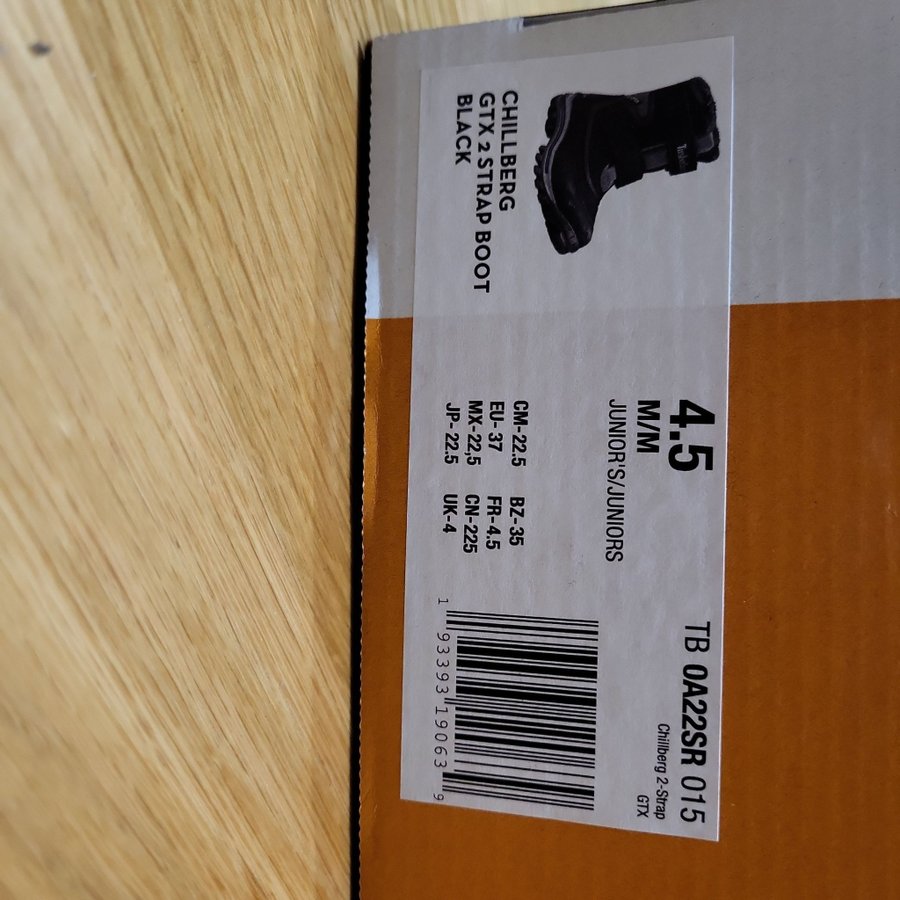 CHILLBERG
GTX 2 STRAP BOOT
BLACK
4.5
M/M
JUNIOR'S/JUNIORS
CM-22.5 BZ-35
EU- 37 FR-4.5
MX-22,5 CN-225
JP- 22.5 UK-4
TB 0A22SR 015
Chillberg 2-Strap
GTX
1 93393 19063 9